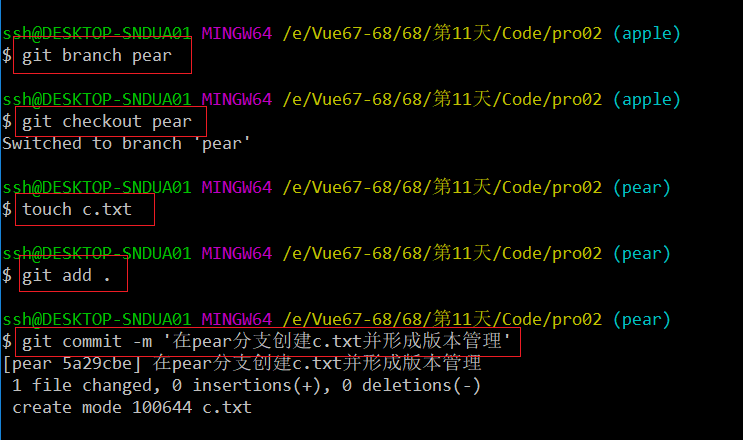 ssh@DESKTOP-SNDUA01 MINGW64 /e/Vue67-68/68/第11天/Code/pro02 (apple)
$ git branch pear
ssh@DESKTOP-SNDUA01 MINGW64 /e/Vue67-68/68/第11天/Code/pro02 (apple)
$ git checkout pear
Switched to branch 'pear'
ssh@DESKTOP-SNDUA01 MINGW64 /e/Vue67-68/68/第11天/Code/pro02 (pear)
$ touch c.txt
ssh@DESKTOP-SNDUA01 MINGW64 /e/Vue67-68/68/第11天/Code/pro02 (pear)
$ git add .
ssh@DESKTOP-SNDUA01 MINGW64 /e/Vue67-68/68/第11天/Code/pro02 (pear)
$ git commit -m '在pear分支创建c.txt并形成版本管理'
[pear 5a29cbe] 在pear分支创建c.txt并形成版本管理
1 file changed, 0 insertions(+), 0 deletions(-)
create mode 100644 c.txt